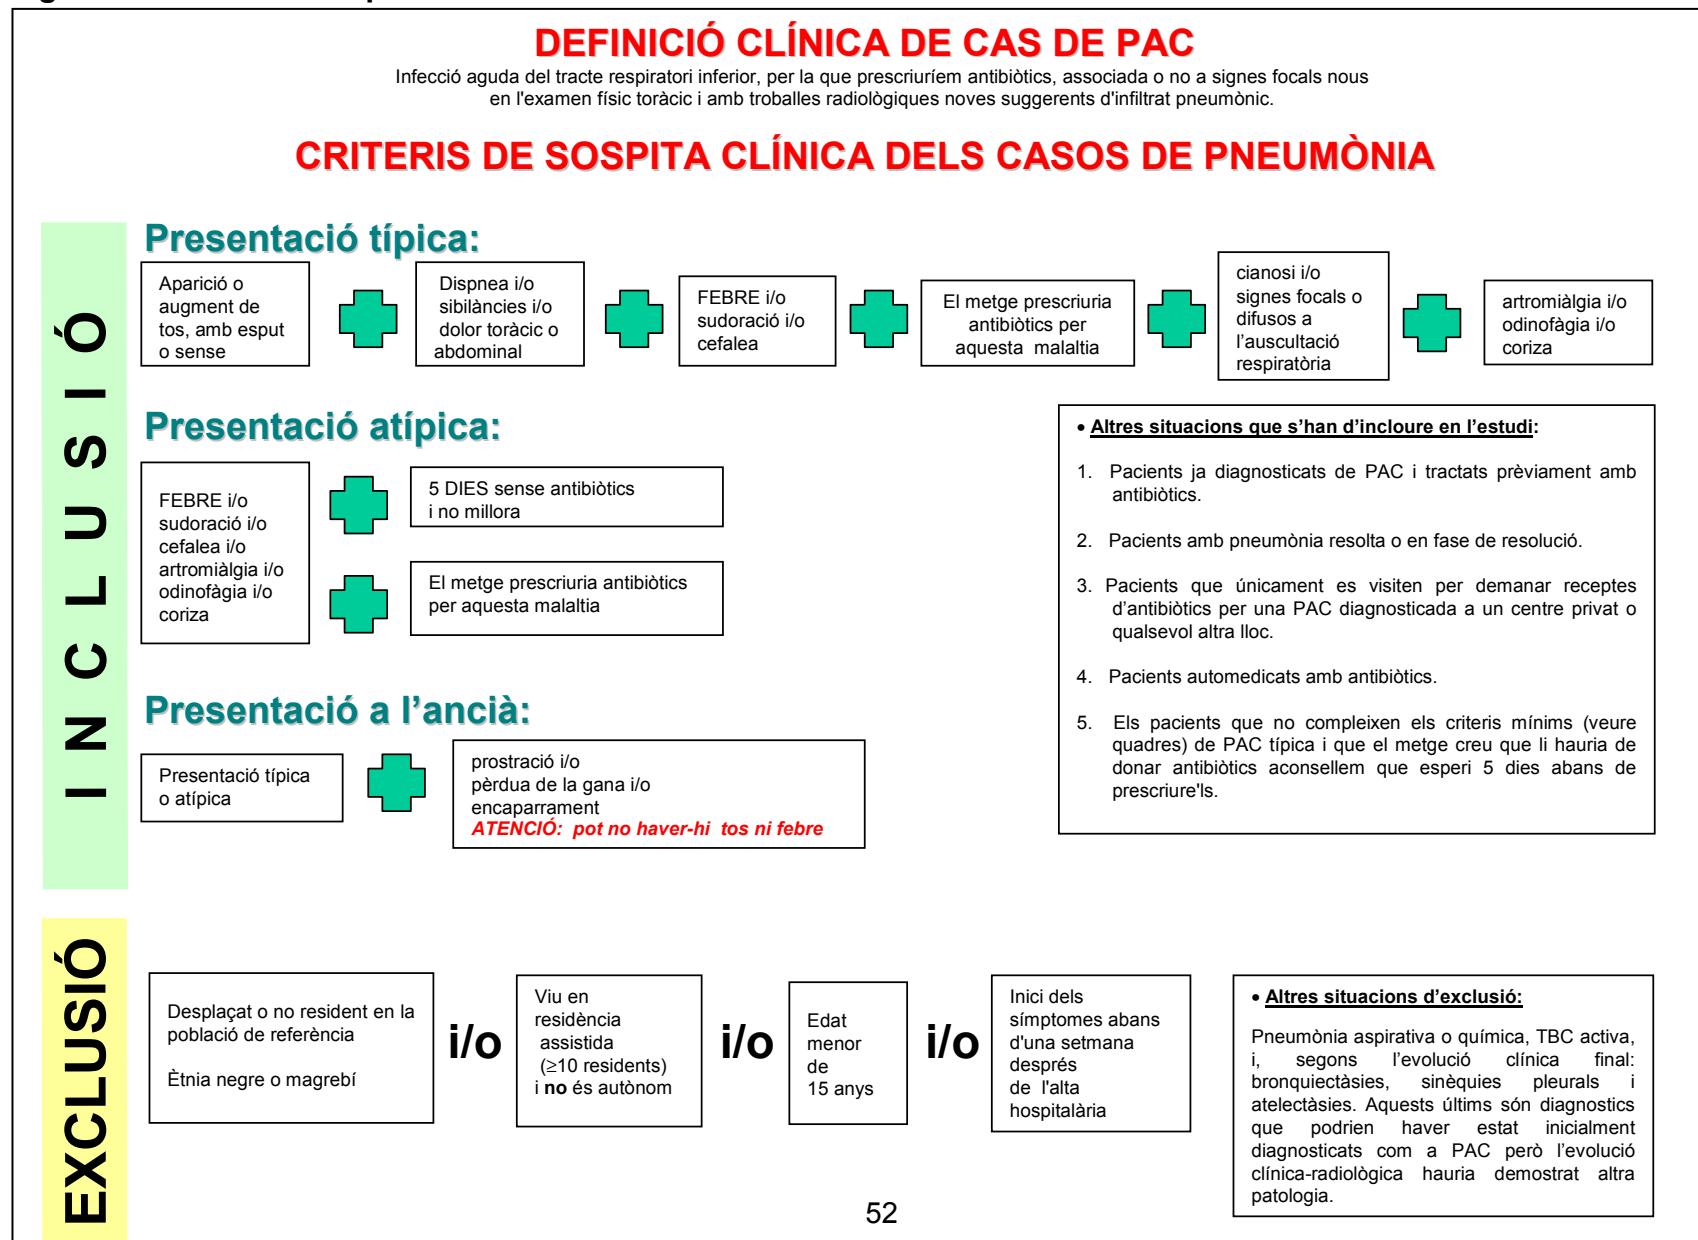 DEFINICIÓ CLÍNICA DE CAS DE PAC
Infecció aguda del tracte respiratori inferior, per la que prescriuríem antibiòtics, associada o no a signes focals nous
en l'examen físic toràcic i amb troballes radiològiques noves suggerents d'infiltrat pneumònic.
CRITERIS DE SOSPITA CLÍNICA DELS CASOS DE PNEUMÒNIA
INCLUSIÓ
Presentació típica:
Aparició o
augment de
tos, amb esput
o sense
Dispnea i/o
sibilàncies i/o
dolor toràcic o
abdominal
FEBRE i/o
sudoració i/o
cefalea
El metge prescriuria
antibiòtics per
aquesta malaltia
cianosi i/o
signes focals o
difusos a
l'auscultació
respiratòria
artromiàlgia i/o
odinofàgia i/o
coriza
Presentació atípica:
FEBRE i/o
sudoració i/o
cefalea i/o
artromiàlgia i/o
odinofàgia i/o
coriza
5 DIES sense antibiòtics
i no millora
El metge prescriuria antibiòtics
per aquesta malaltia
Presentació a l'ancià:
Presentació típica
o atípica
prostració i/o
pèrdua de la gana i/o
encaparrament
ATENCIÓ: pot no haver-hi tos ni febre
• Altres situacions que s'han d'incloure en l'estudi:
1. Pacients ja diagnosticats de PAC i tractats prèviament amb
antibiòtics.
2. Pacients amb pneumònia resolta o en fase de resolució.
3. Pacients que únicament es visiten per demanar receptes
d'antibiòtics per una PAC diagnosticada a un centre privat o
qualsevol altra lloc.
4. Pacients automedicats amb antibiòtics.
5. Els pacients que no compleixen els criteris mínims (veure
quadres) de PAC típica i que el metge creu que li hauria de
donar antibiòtics aconsellem que esperi 5 dies abans de
prescriure'ls.
EXCLUSIÓ
Desplaçat o no resident en la
població de referència
Ètnia negre o magrebí
i/o
Viu en
residència
assistida
(≥10 residents)
i no és autònom
i/o
Edat
menor
de
15 anys
i/o
Inici dels
símptomes abans
d'una setmana
després
de l'alta
hospitalària
• Altres situacions d'exclusió:
Pneumònia aspirativa o química, TBC activa,
i, segons l'evolució clínica final:
bronquiectàsies, sinèquies pleurals i
atelectàsies. Aquests últims són diagnostics
que podrien haver estat inicialment
diagnosticats com a PAC però l'evolució
clínica-radiològica hauria demostrat altra
patologia.
52